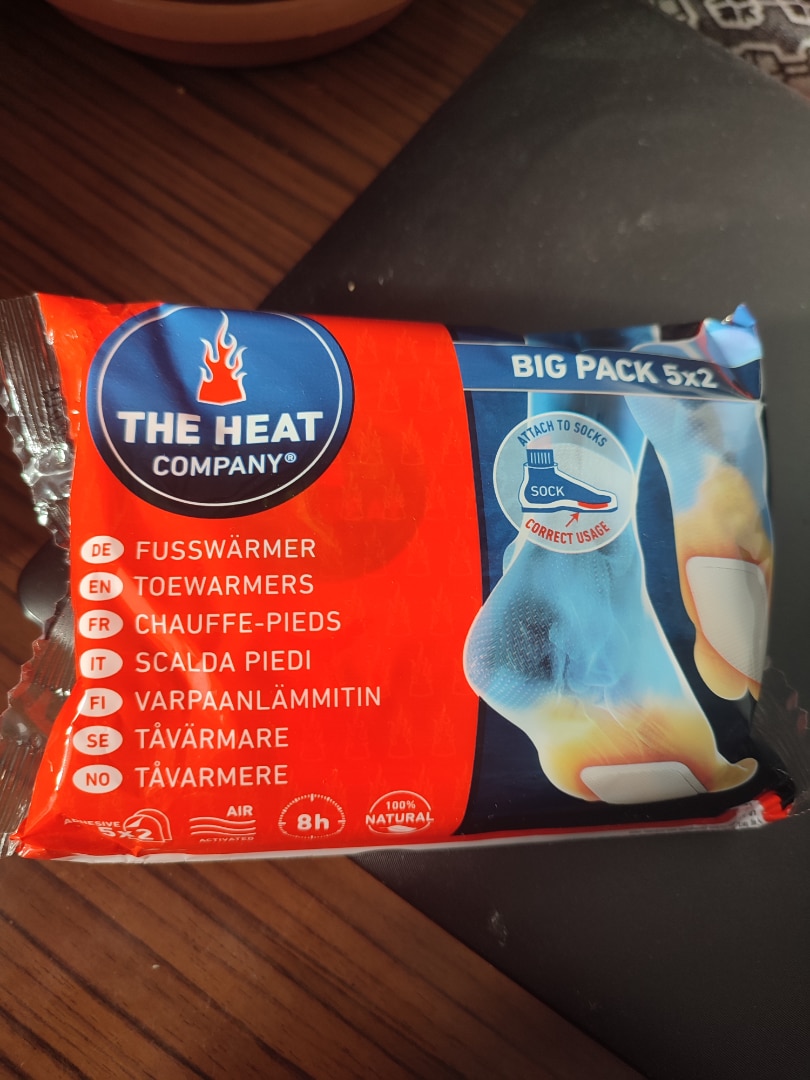 THE HEAT
COMPANY®
BIG PACK 5x2
ATTACH TO SOCKS
SOCK
CORRECT USAGE
DE FUSSWÄRMER
EN TOEWARMERS
FR CHAUFFE-PIEDS
IT SCALDA PIEDI
FI VARPAANLÄMMITIN
SE TÅVÄRMARE
NO TÅVARMERE
ADHESIVE
5x2
AIR
ACTIVATED
8h
100%
NATURAL